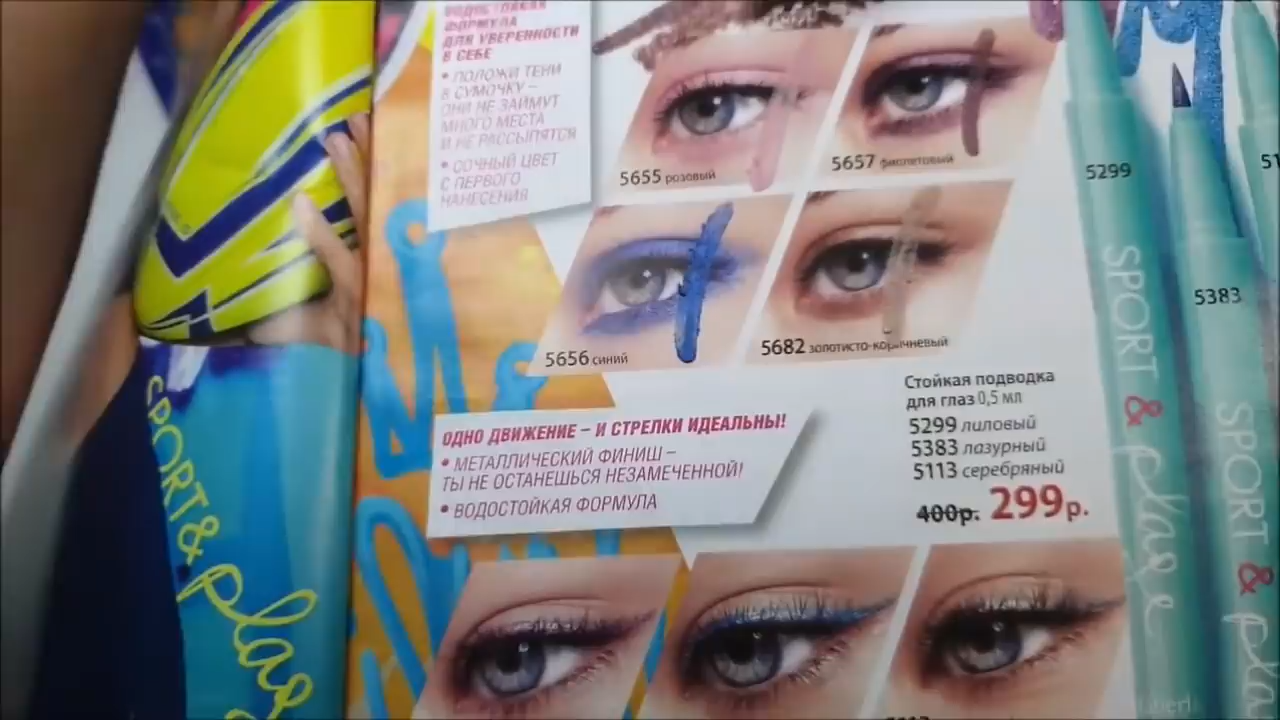 ВОДОСТОЙКАЯ
ФОРМУЛА
ДЛЯ УВЕРЕННОСТИ
В СЕБЕ
• ПОЛОЖИ ТЕНИ
В СУМОЧКУ –
ОНИ НЕ ЗАЙМУТ
МНОГО МЕСТА
И НЕ РАССЫПЯТСЯ
• СОЧНЫЙ ЦВЕТ
С ПЕРВОГО
НАНЕСЕНИЯ
5655 розовый
5657 фиолетовый
5656 синий
5682 золотисто-коричневый
ОДНО ДВИЖЕНИЕ – И СТРЕЛКИ ИДЕАЛЬНЫ!
• МЕТАЛЛИЧЕСКИЙ ФИНИШ –
ТЫ НЕ ОСТАНЕШЬСЯ НЕЗАМЕЧЕННОЙ!
• ВОДОСТОЙКАЯ ФОРМУЛА
Стойкая подводка
для глаз 0,5 мл
5299 лиловый
5383 лазурный
5113 серебряный
400р. 299р.
5299
5383
SPORT & play
SPORT & play
SPORT & play